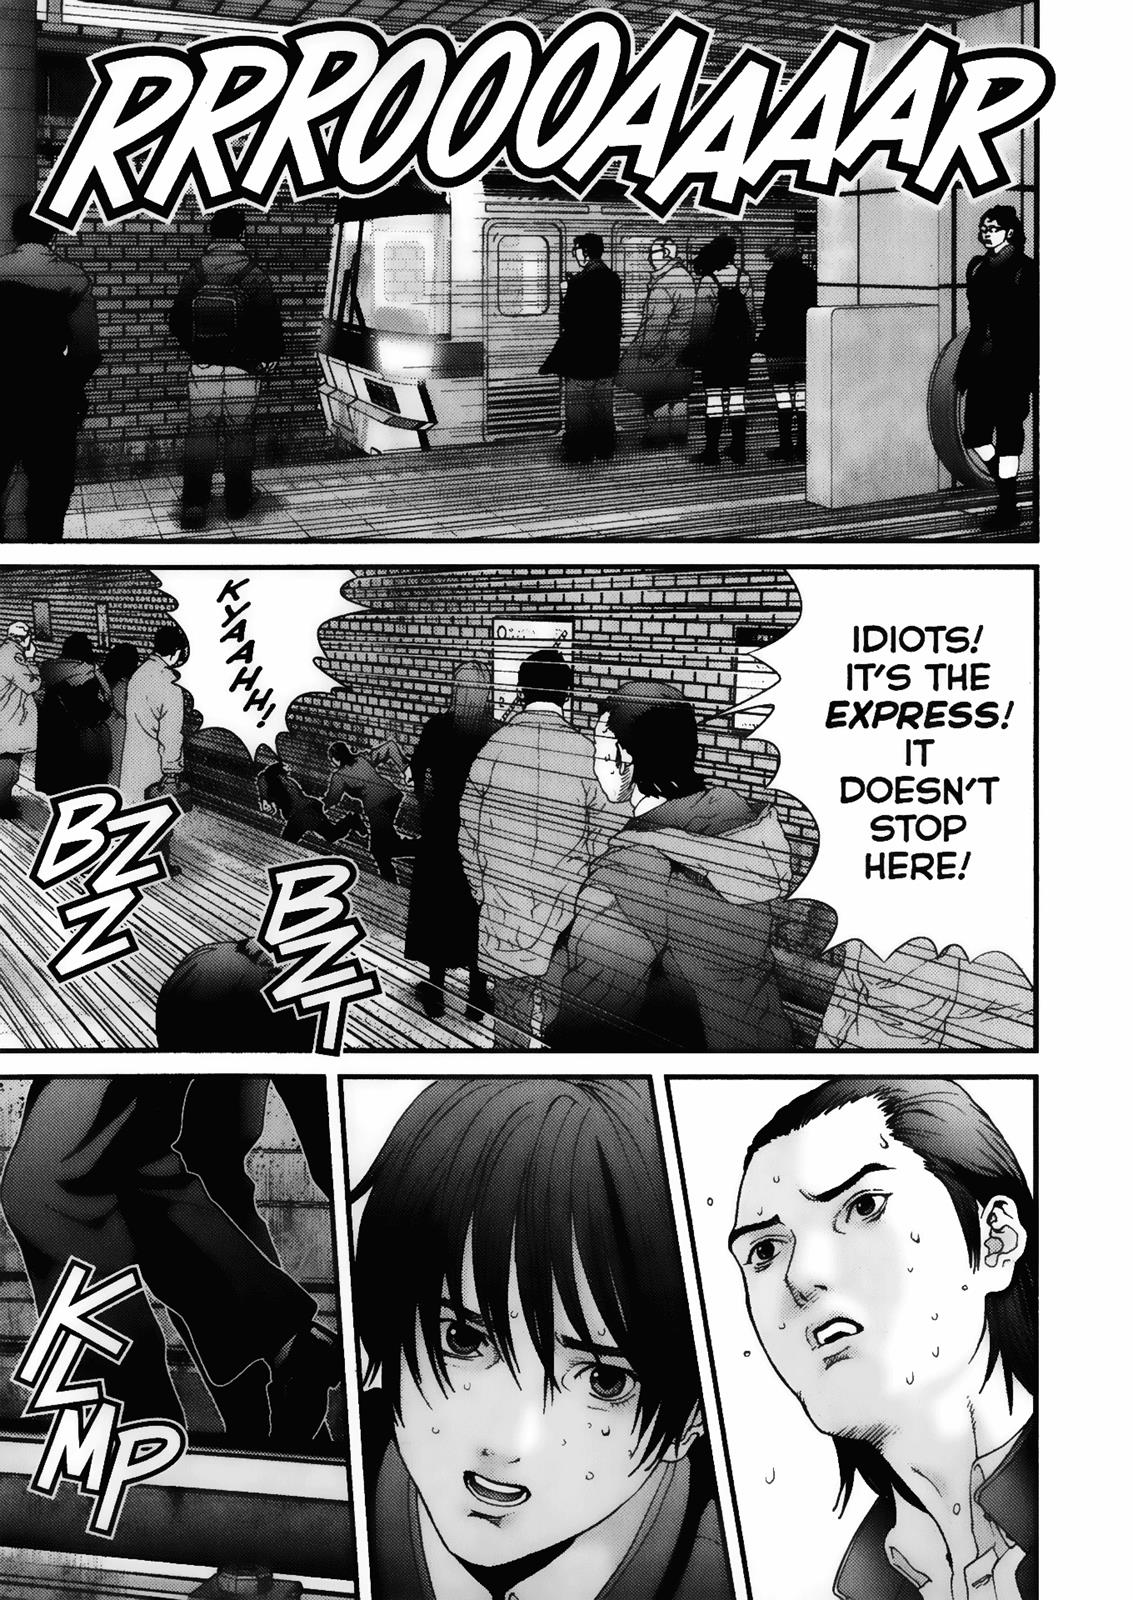 RRROOOAAAAR
KYAAHH!
IDIOTS!
IT'S THE
EXPRESS!
IT
DOESN'T
STOP
HERE!
BZZ
Z
BZT
KLMP